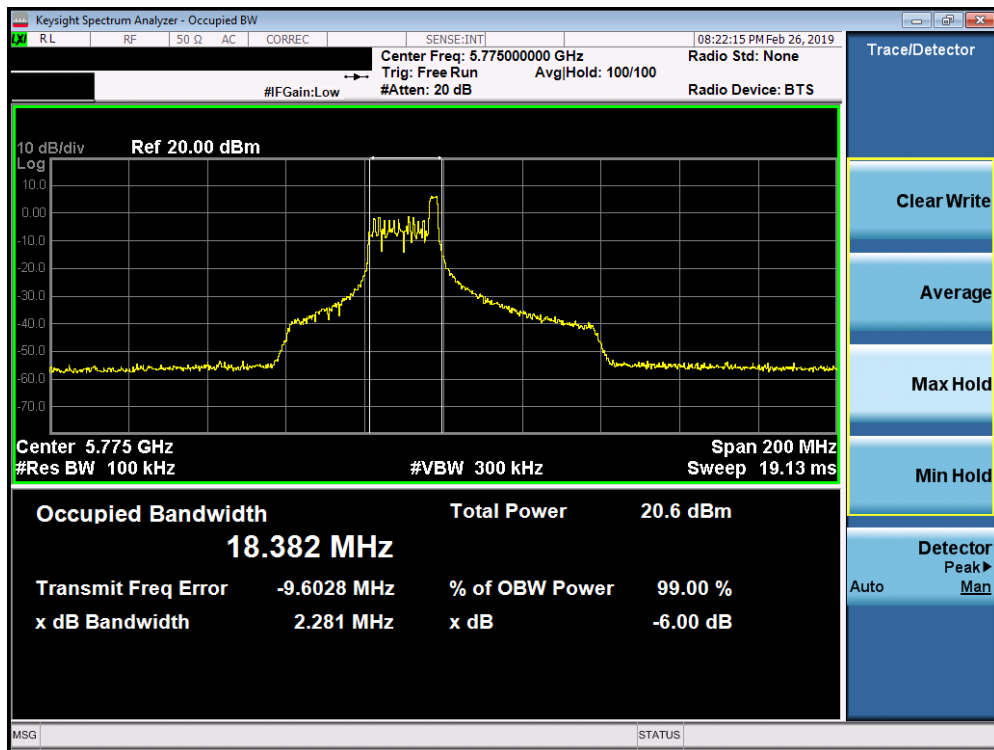 Keysight Spectrum Analyzer - Occupied BW
LXI RL RF 50 Ω AC CORREC SENSE:INT 08:22:15 PM Feb 26, 2019
Center Freq: 5.775000000 GHz Radio Std: None
Trig: Free Run Avg|Hold: 100/100
#IFGain:Low #Atten: 20 dB Radio Device: BTS
10 dB/div Ref 20.00 dBm
Log
10.0
0.00
-10.0
-20.0
-30.0
-40.0
-50.0
-60.0
-70.0
Center 5.775 GHz Span 200 MHz
#Res BW 100 kHz #VBW 300 kHz Sweep 19.13 ms
Occupied Bandwidth Total Power 20.6 dBm
18.382 MHz
Transmit Freq Error -9.6028 MHz % of OBW Power 99.00 %
x dB Bandwidth 2.281 MHz x dB -6.00 dB
MSG STATUS
Trace/Detector
Clear Write
Average
Max Hold
Min Hold
Detector
Peak▶
Auto Man